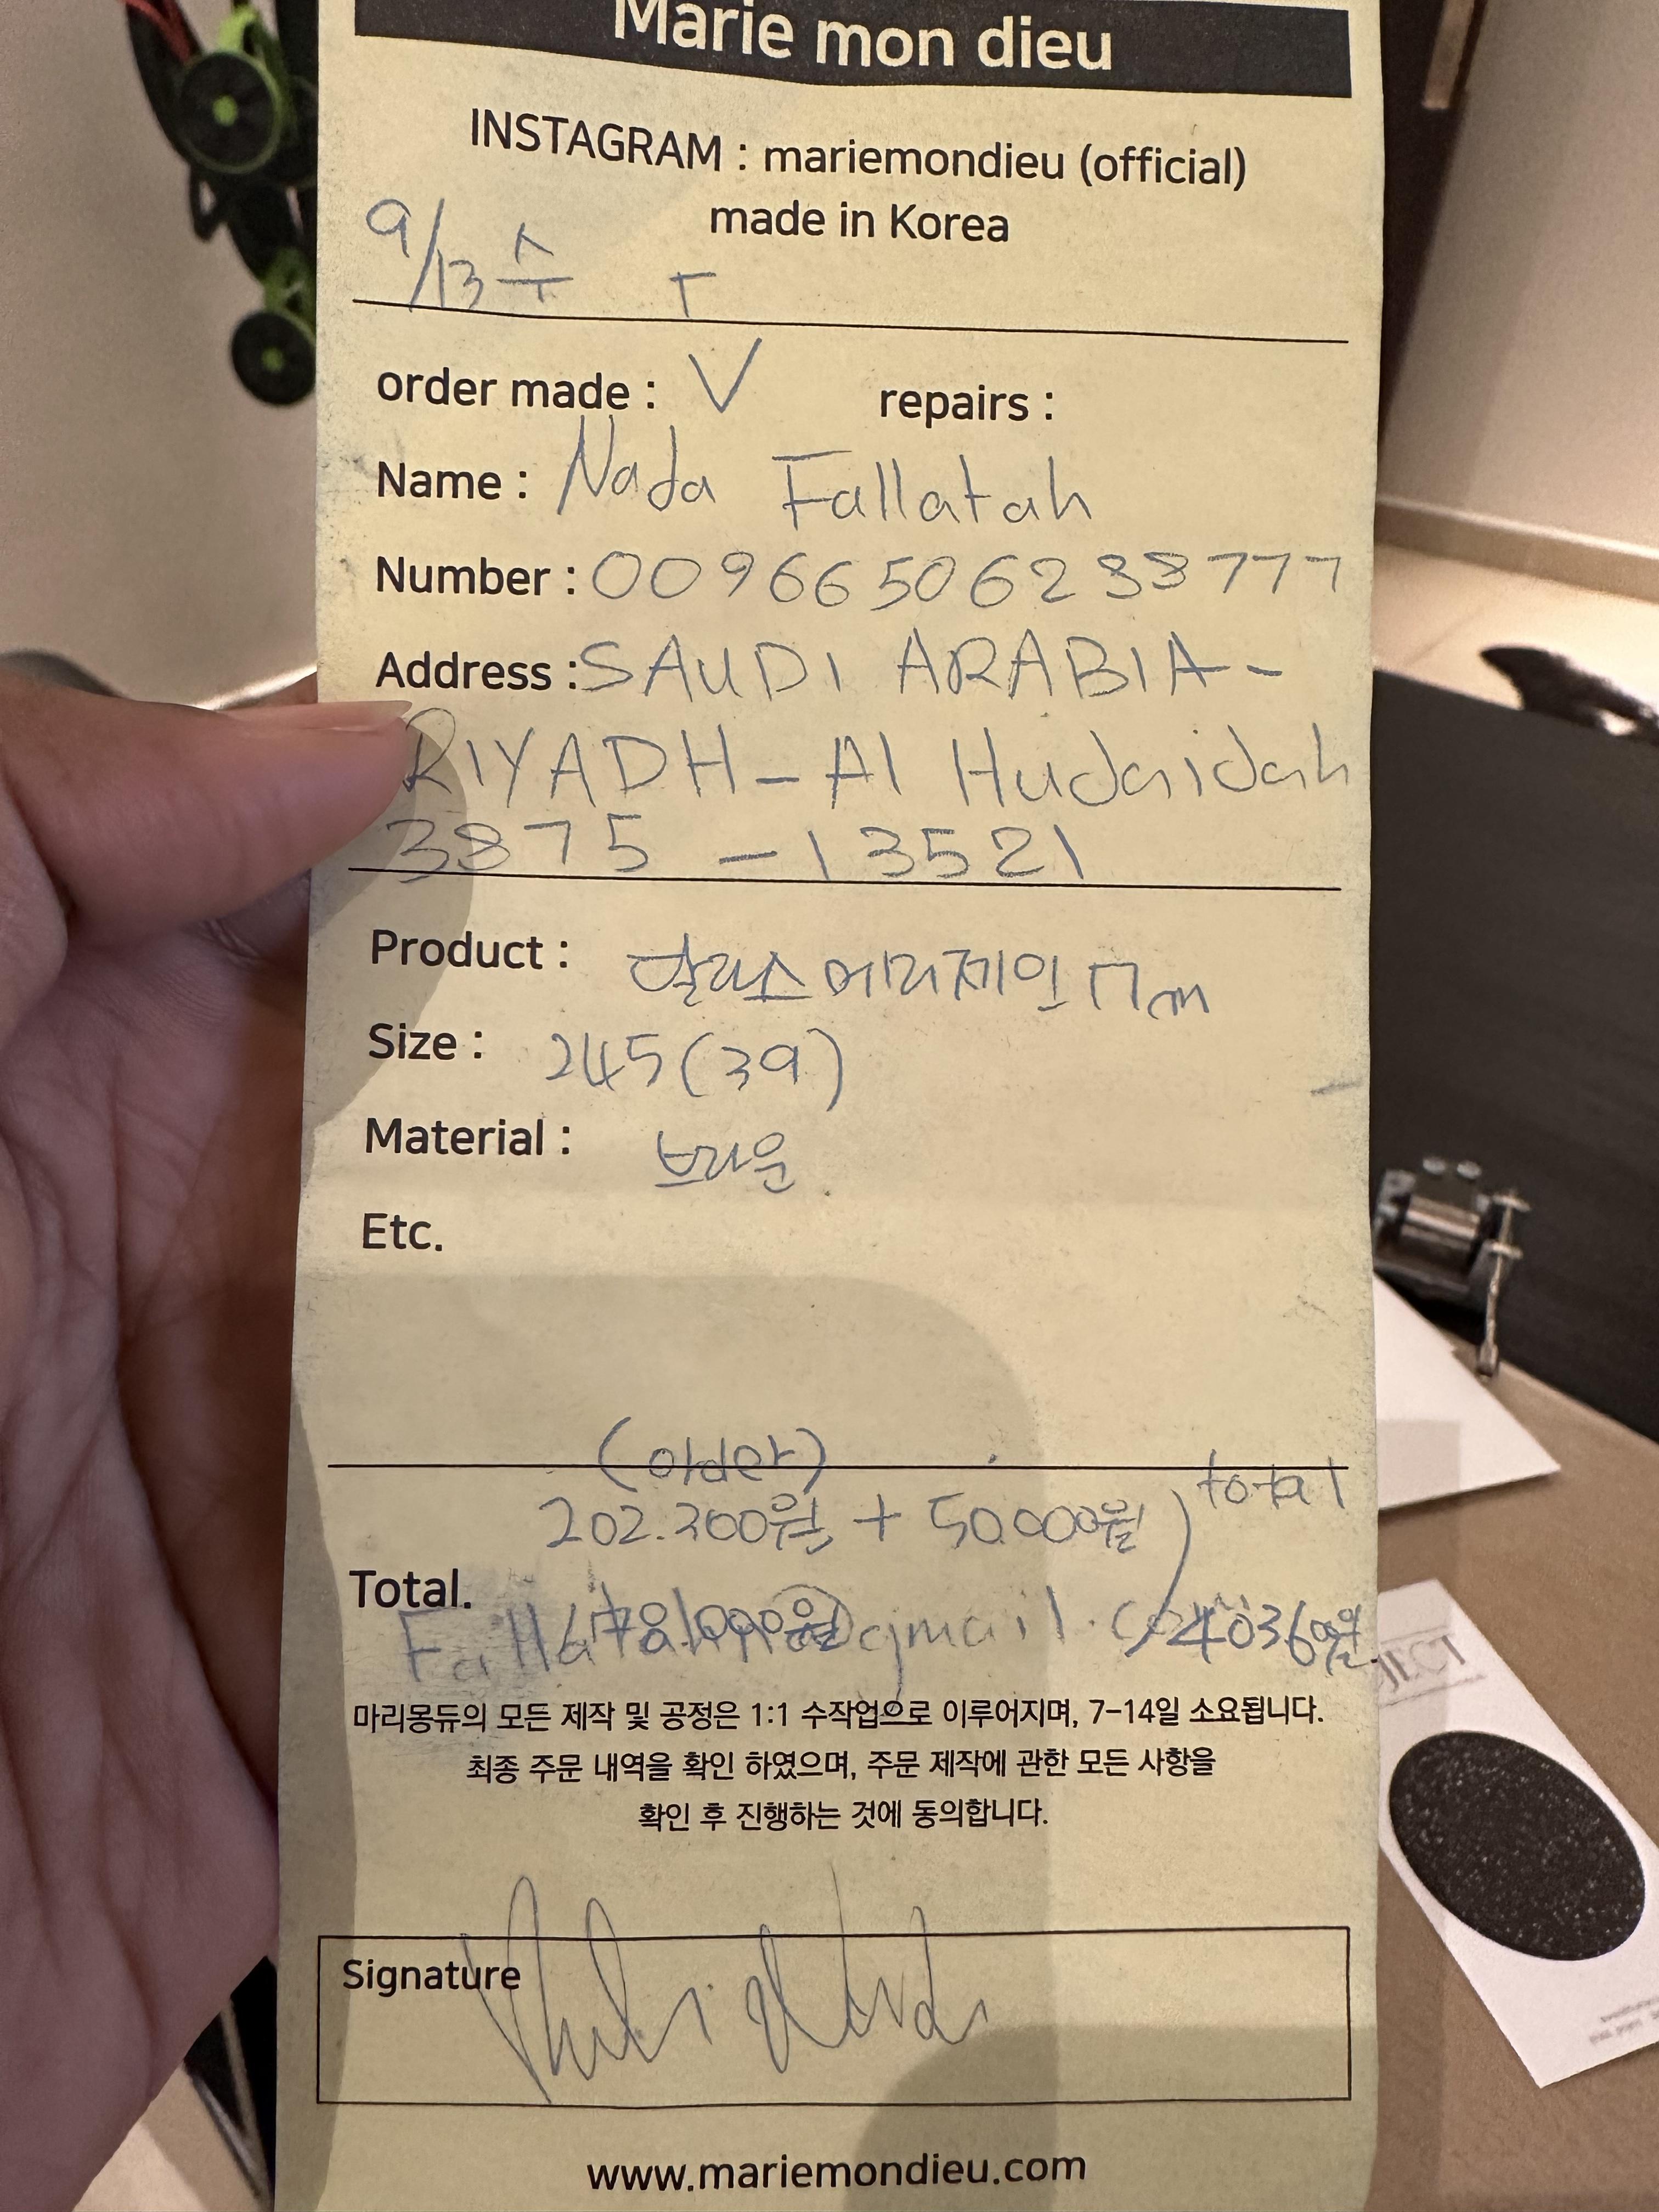 Marie mon dieu
INSTAGRAM : mariemondieu (official)
made in Korea
9/13 수 T
order made : V repairs :
Name : Nada Fallatah
Number : 00966506238777
Address : SAUDI ARABIA-
RIYADH-Al Hudaidah
3875 -13521
Product : 달리스 메리제인 7cm
Size : 245(39)
Material : 브라운
Etc.
(order)
202.300원 + 50.000원) total
Total.
마리몽듀의 모든 제작 및 공정은 1:1 수작업으로 이루어지며, 7-14일 소요됩니다.
최종 주문 내역을 확인 하였으며, 주문 제작에 관한 모든 사항을
확인 후 진행하는 것에 동의합니다.
Signature
www.mariemondieu.com
JECT